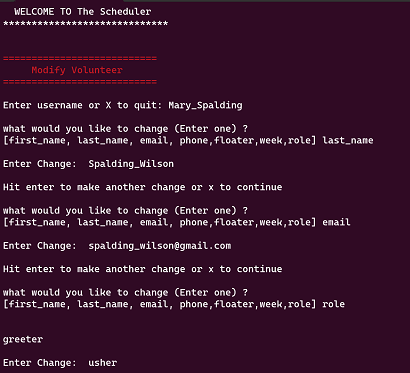 WELCOME TO The Scheduler
*****************************
===========================
Modify Volunteer
===========================
Enter username or X to quit: Mary_Spalding
what would you like to change (Enter one) ?
[first_name, last_name, email, phone,floater,week,role] last_name
Enter Change:  Spalding_Wilson
Hit enter to make another change or x to continue
what would you like to change (Enter one) ?
[first_name, last_name, email, phone,floater,week,role] email
Enter Change:  spalding_wilson@gmail.com
Hit enter to make another change or x to continue
what would you like to change (Enter one) ?
[first_name, last_name, email, phone,floater,week,role] role
greeter
Enter Change:  usher